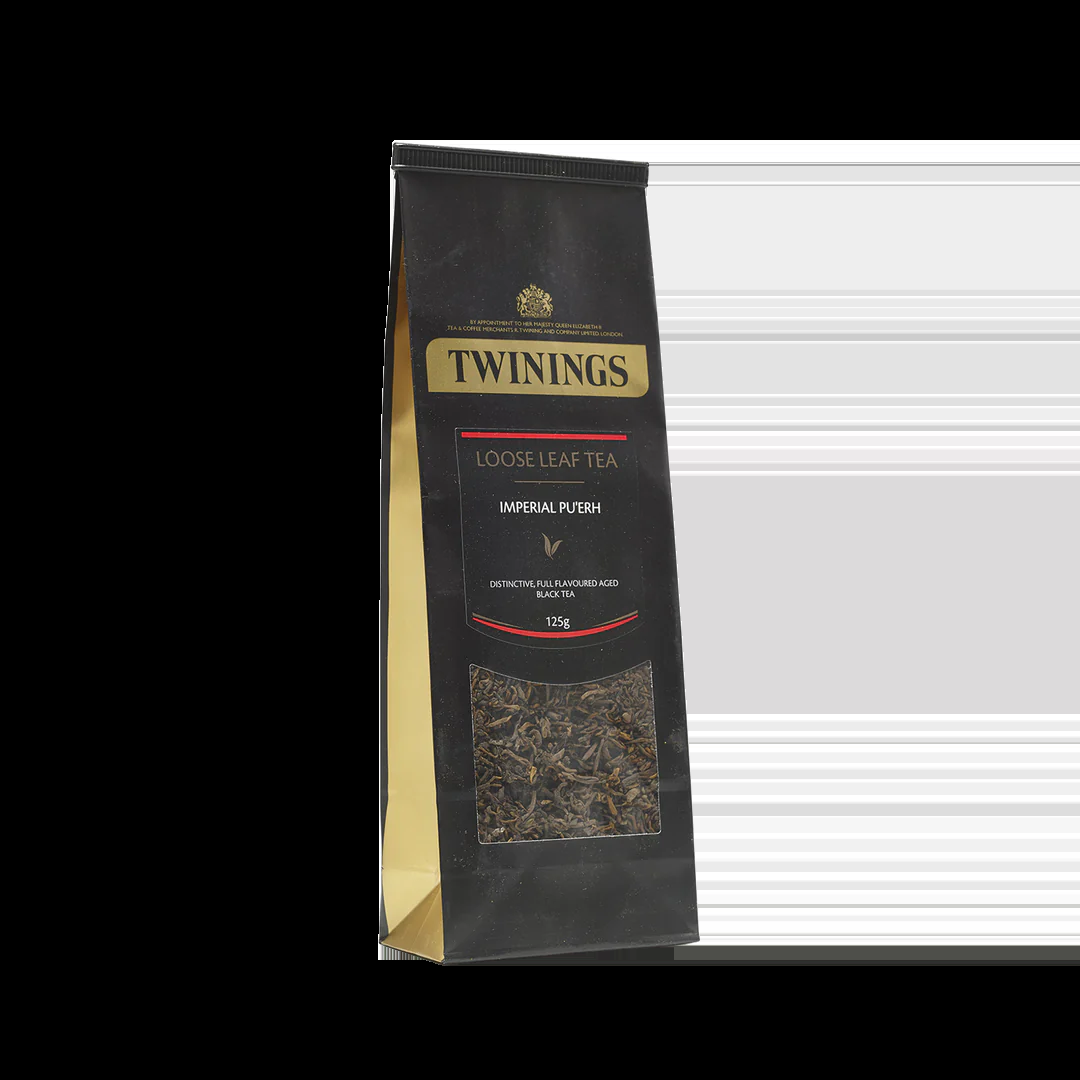 BY APPOINTMENT TO HER MAJESTY QUEEN ELIZABETH II
TEA & COFFEE MERCHANTS R. TWINING AND COMPANY LIMITED, LONDON.
TWININGS
LOOSE LEAF TEA
IMPERIAL PU'ERH
DISTINCTIVE, FULL FLAVOURED AGED
BLACK TEA
125g